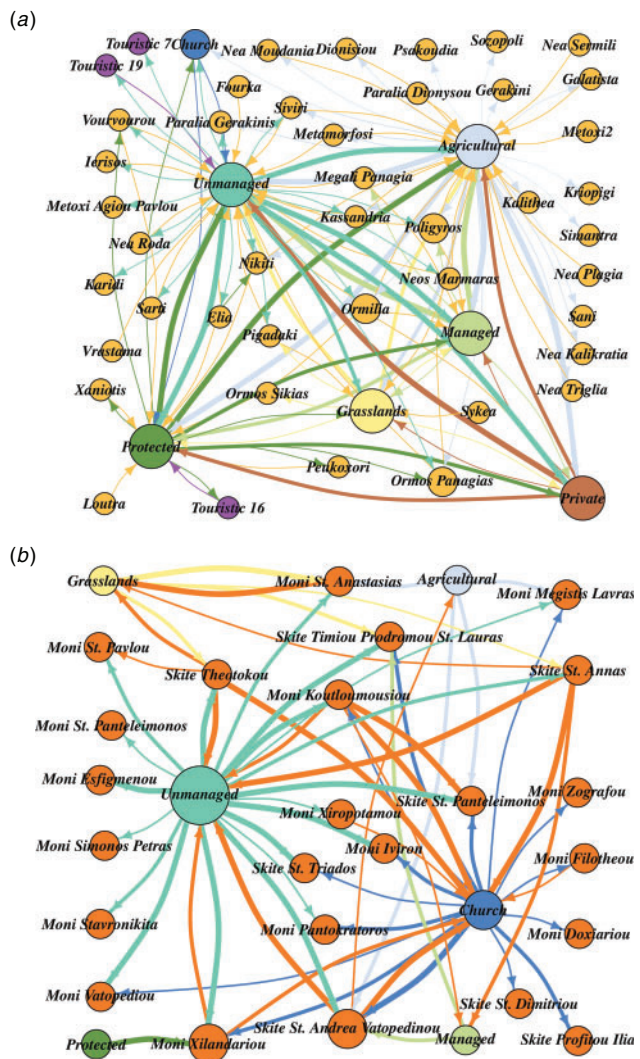 (a)
Touristic 7
Church
Touristic 19
Nea Moudania
Dionisiou
Psakoudia
Sozopoli
Nea Sermili
Fourka
Paralia Dionysou
Gerakini
Galatista
Vourvourou
Paralia Gerakinis
Siviri
Metamorfosi
Agricultural
Metoxi2
Ierisos
Unmanaged
Megali Panagia
Metoxi Agion Pavlou
Kassandria
Poligyros
Kalithea
Kriopigi
Nea Roda
Simantra
Karidi
Nikiti
Neos Marmaras
Nea Plagia
Sarti
Elia
Ormilia
Sani
Vrastama
Pigadaki
Managed
Nea Kalikratia
Xaniotis
Ormos Sikias
Grasslands
Sykea
Nea Triglia
Protected
Peukoxori
Ormos Panagias
Private
Loutra
Touristic 16
(b)
Grasslands
Moni St. Anastasias
Agricultural
Moni Megistis Lavras
Moni St. Pavlou
Skite Timiou Prodromou St. Lauras
Skite Theotokou
Skite St. Annas
Moni Koutloumousiou
Moni St. Panteleimonos
Moni Esfigmenou
Unmanaged
Skite St. Panteleimonos
Moni Zografou
Moni Xiropotamou
Moni Simonos Petras
Moni Iviron
Moni Filotheou
Skite St. Triados
Church
Moni Stavronikita
Moni Pantokratoros
Moni Doxiariou
Moni Vatopediou
Skite St. Dimitriou
Protected
Moni Xilandariou
Skite St. Andrea Vatopedinou
Managed
Skite Profitou Ilia